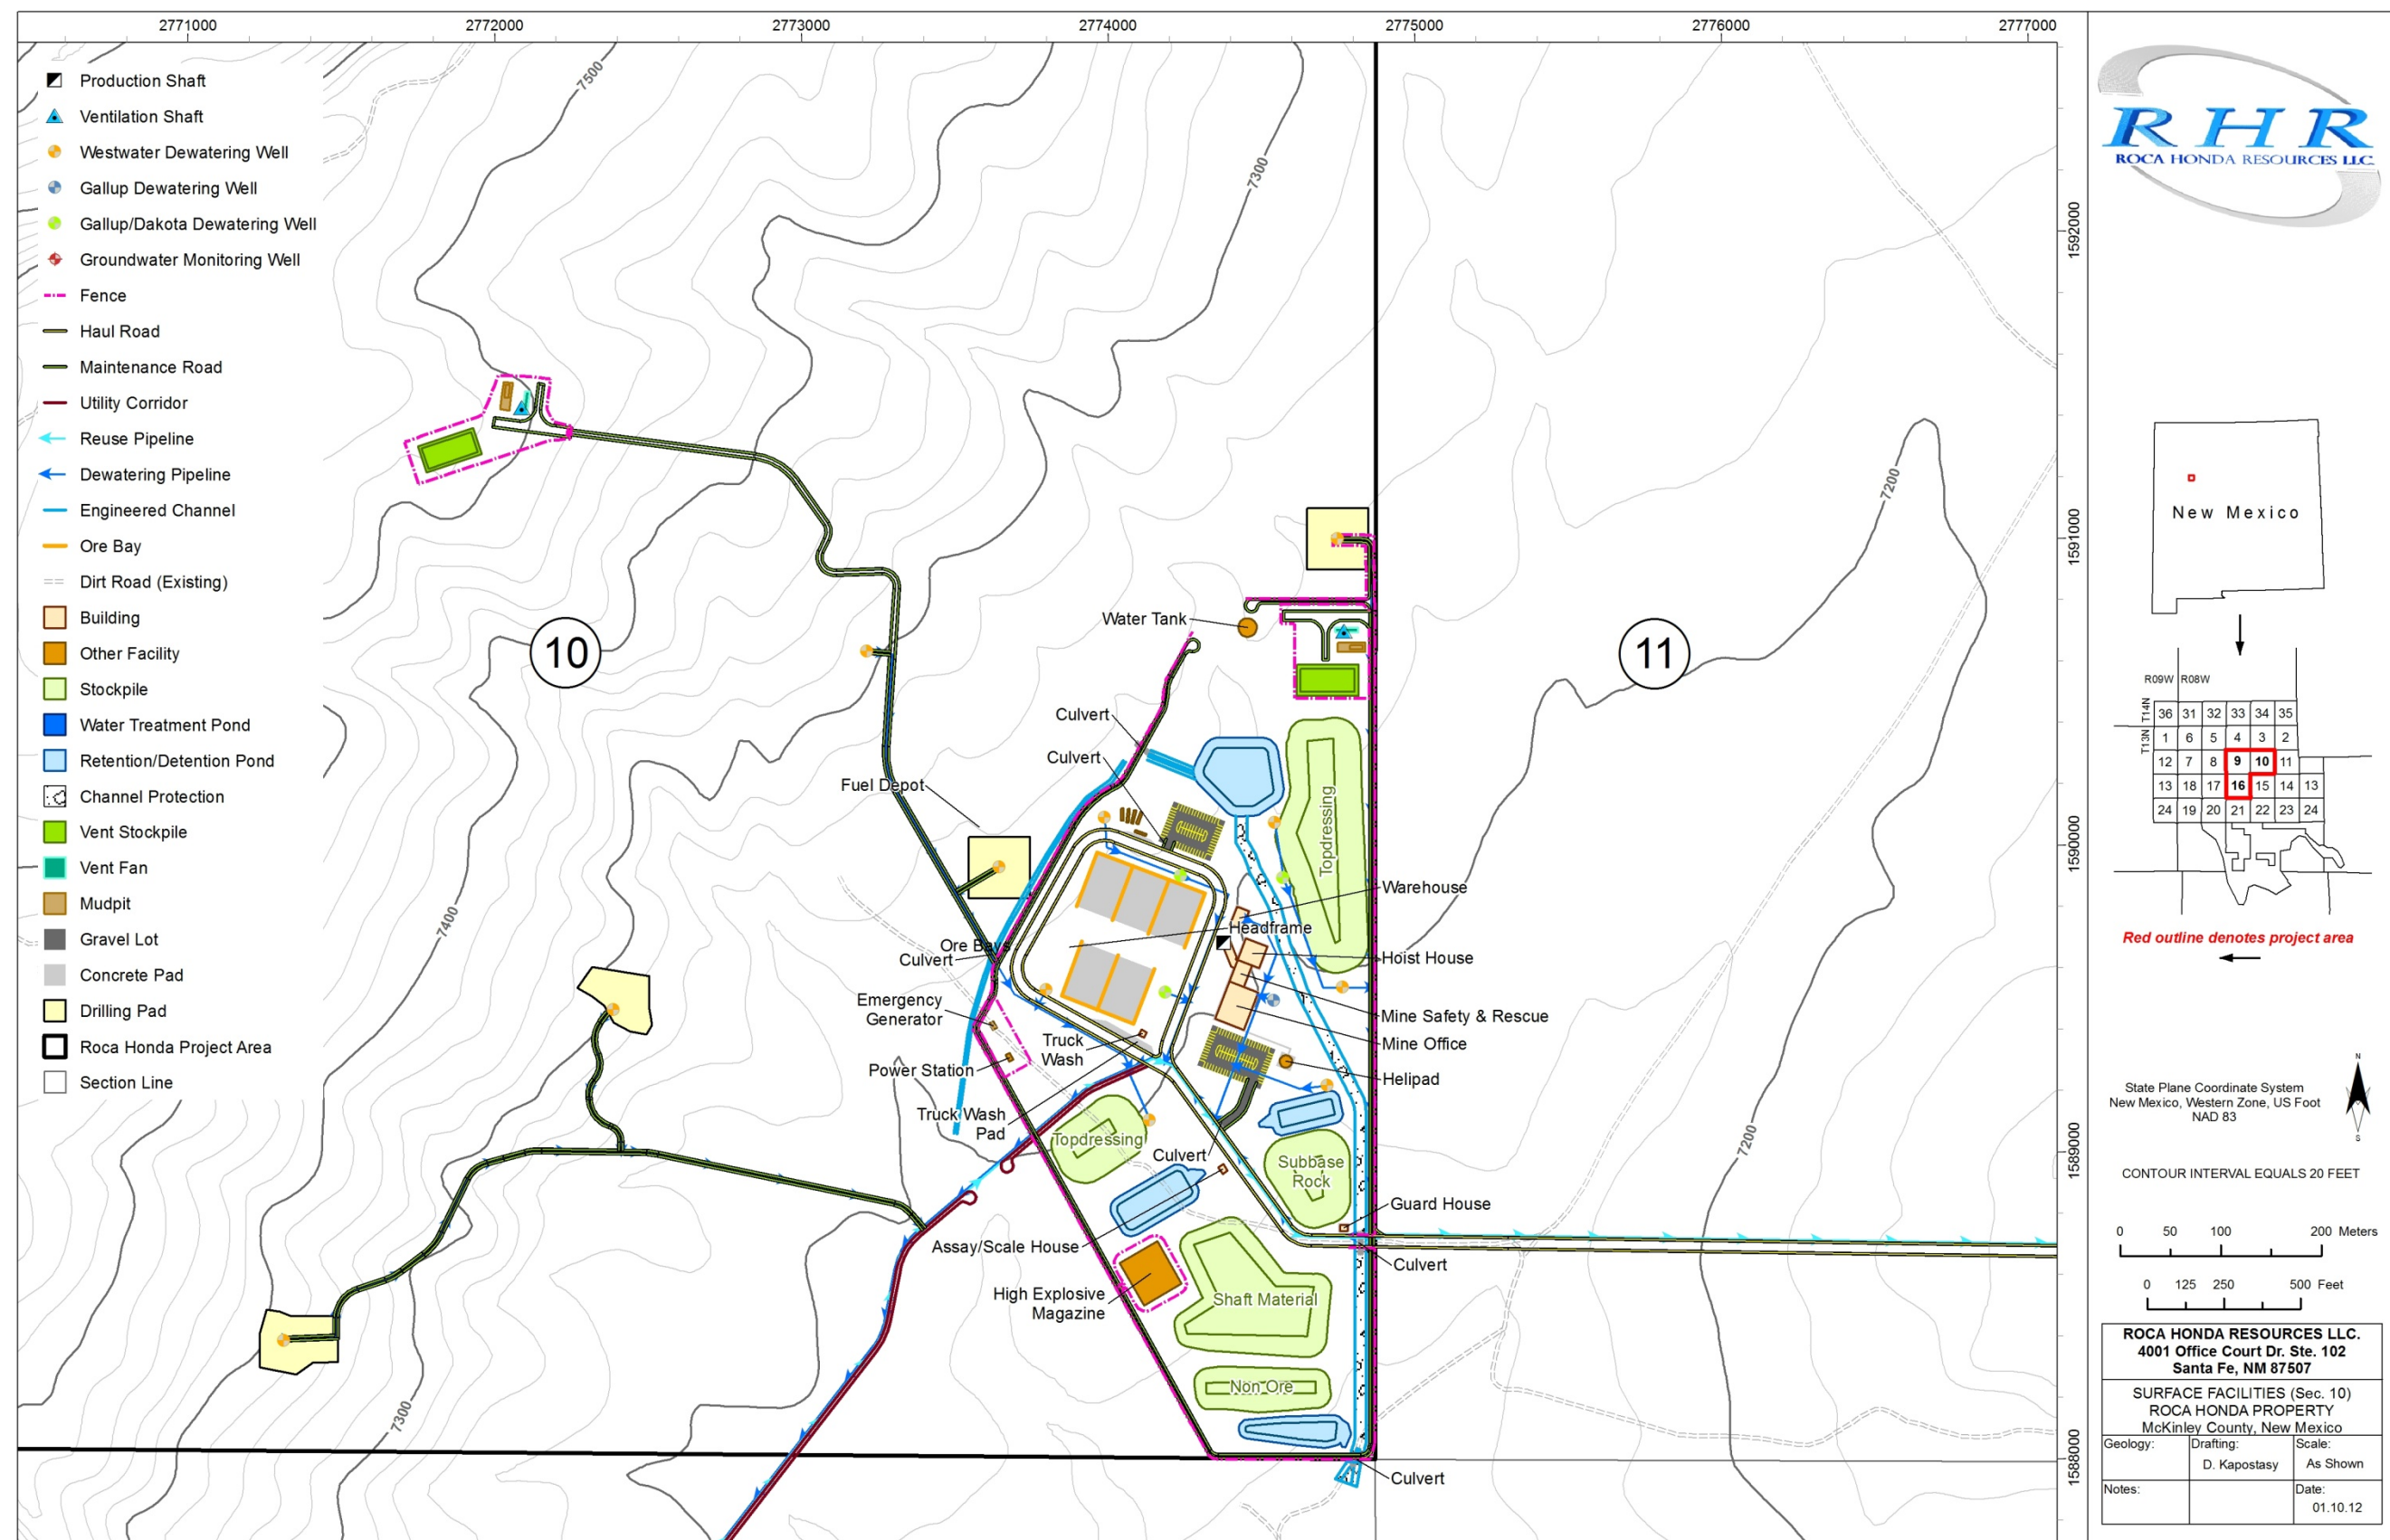 2771000
2772000
2773000
2774000
2775000
2776000
2777000
1592000
1591000
1590000
1589000
1588000
Production Shaft
Ventilation Shaft
Westwater Dewatering Well
Gallup Dewatering Well
Gallup/Dakota Dewatering Well
Groundwater Monitoring Well
Fence
Haul Road
Maintenance Road
Utility Corridor
Reuse Pipeline
Dewatering Pipeline
Engineered Channel
Ore Bay
Dirt Road (Existing)
Building
Other Facility
Stockpile
Water Treatment Pond
Retention/Detention Pond
Channel Protection
Vent Stockpile
Vent Fan
Mudpit
Gravel Lot
Concrete Pad
Drilling Pad
Roca Honda Project Area
Section Line
7500
7300
7200
7400
7200
7300
10
11
Water Tank
Culvert
Culvert
Fuel Depot
Topdressing
Warehouse
Headframe
Ore Bays
Culvert
Hoist House
Emergency
Generator
Mine Safety & Rescue
Truck
Wash
Mine Office
Power Station
Helipad
Truck Wash
Pad
Topdressing
Culvert
Subbase
Rock
Guard House
Assay/Scale House
Culvert
High Explosive
Magazine
Shaft Material
Non Ore
Culvert
RHR
ROCA HONDA RESOURCES LLC.
New Mexico
R09W R08W
T14N
T13N
36 31 32 33 34 35
1 6 5 4 3 2
12 7 8 9 10 11
13 18 17 16 15 14 13
24 19 20 21 22 23 24
Red outline denotes project area
N
S
State Plane Coordinate System
New Mexico, Western Zone, US Foot
NAD 83
CONTOUR INTERVAL EQUALS 20 FEET
0 50 100 200 Meters
0 125 250 500 Feet
ROCA HONDA RESOURCES LLC.
4001 Office Court Dr. Ste. 102
Santa Fe, NM 87507
SURFACE FACILITIES (Sec. 10)
ROCA HONDA PROPERTY
McKinley County, New Mexico
Geology:
Drafting:
D. Kapostasy
Scale:
As Shown
Notes:
Date:
01.10.12